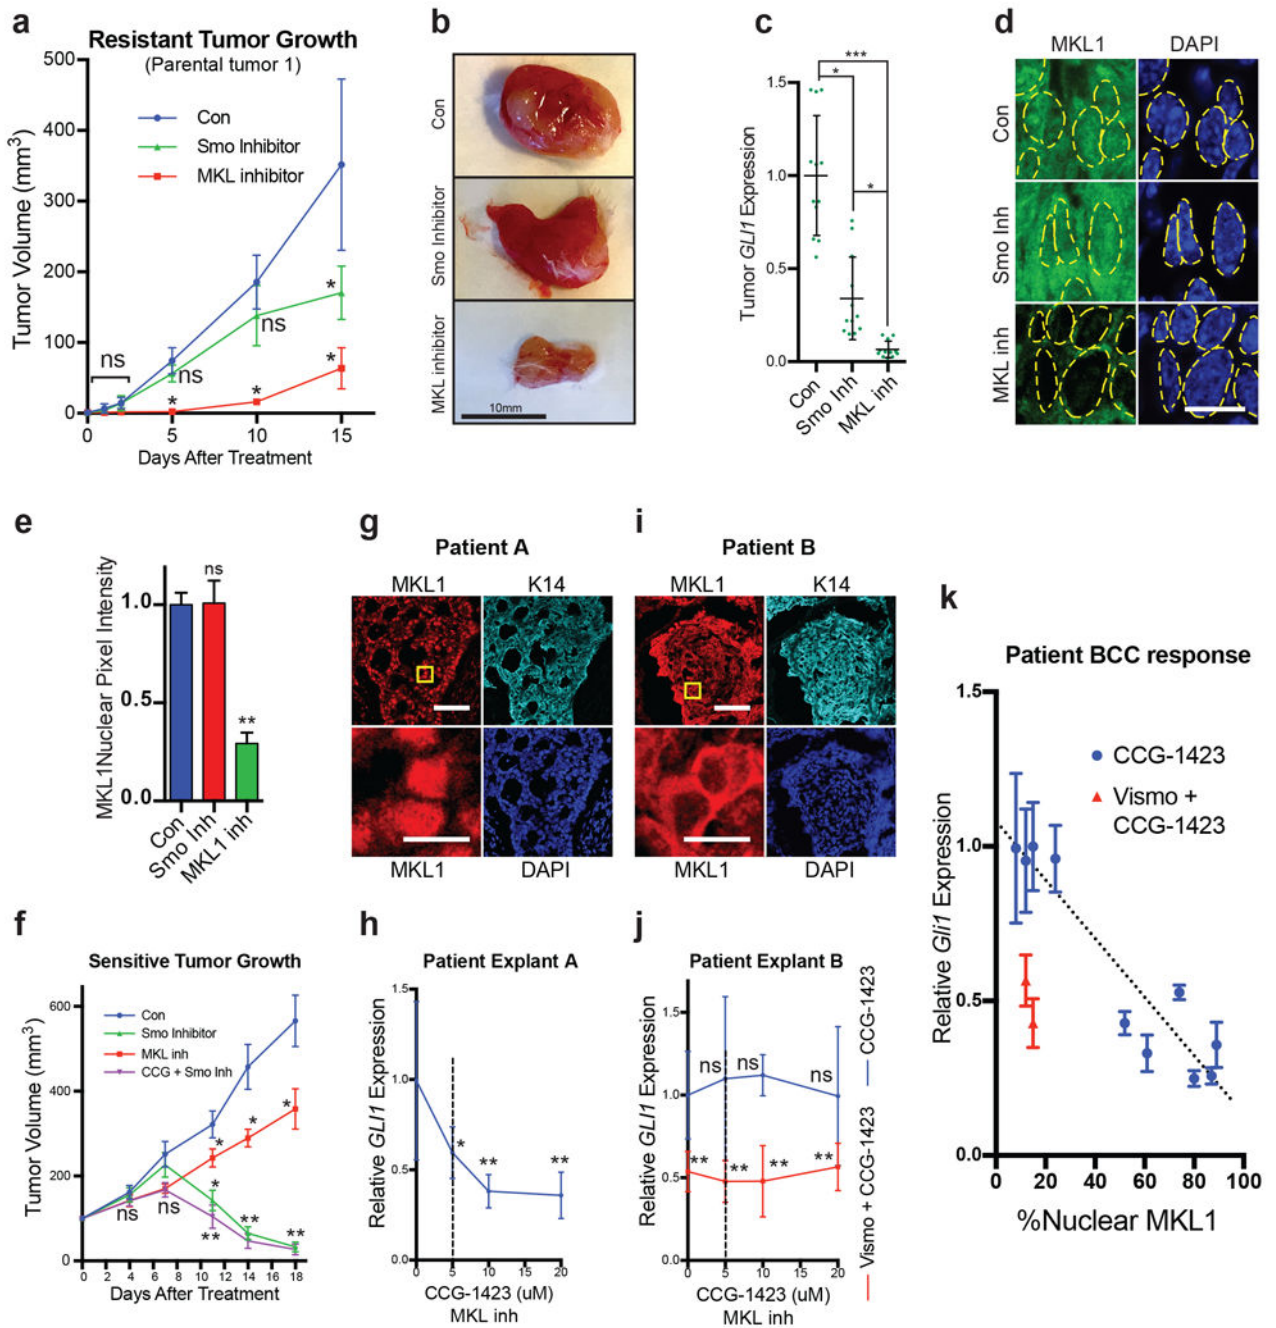 a
Resistant Tumor Growth
(Parental tumor 1)
500
400
300
200
100
0
Tumor Volume (mm3)
Con
Smo Inhibitor
MKL inhibitor
ns
ns
*
ns
*
*
*
0
5
10
15
Days After Treatment
b
Con
Smo Inhibitor
MKL inhibitor
10mm
c
***
*
*
1.5
1.0
0.5
0.0
Tumor GLI1 Expression
Con
Smo Inh
MKL inh
d
MKL1
DAPI
Con
Smo Inh
MKL inh
e
MKL1Nuclear Pixel Intensity
1.0
0.5
0.0
ns
**
Con
Smo Inh
MKL1 inh
g
Patient A
MKL1
K14
MKL1
DAPI
i
Patient B
MKL1
K14
MKL1
DAPI
k
Patient BCC response
1.5
1.0
0.5
0.0
Relative Gli1 Expression
CCG-1423
Vismo +
CCG-1423
0
20
40
60
80
100
%Nuclear MKL1
f
Sensitive Tumor Growth
600
400
200
0
Tumor Volume (mm3)
Con
Smo Inhibitor
MKL inh
CCG + Smo Inh
ns
ns
*
*
*
*
**
**
**
0 2 4 6 8 10 12 14 16 18
Days After Treatment
h
Patient Explant A
1.5
1.0
0.5
0.0
Relative GLI1 Expression
*
**
**
0 5 10 20
CCG-1423 (uM)
MKL inh
j
Patient Explant B
1.5
1.0
0.5
0.0
Relative GLI1 Expression
ns
ns
ns
**
**
**
**
0 5 10 20
CCG-1423 (uM)
MKL inh
Vismo + CCG-1423
CCG-1423